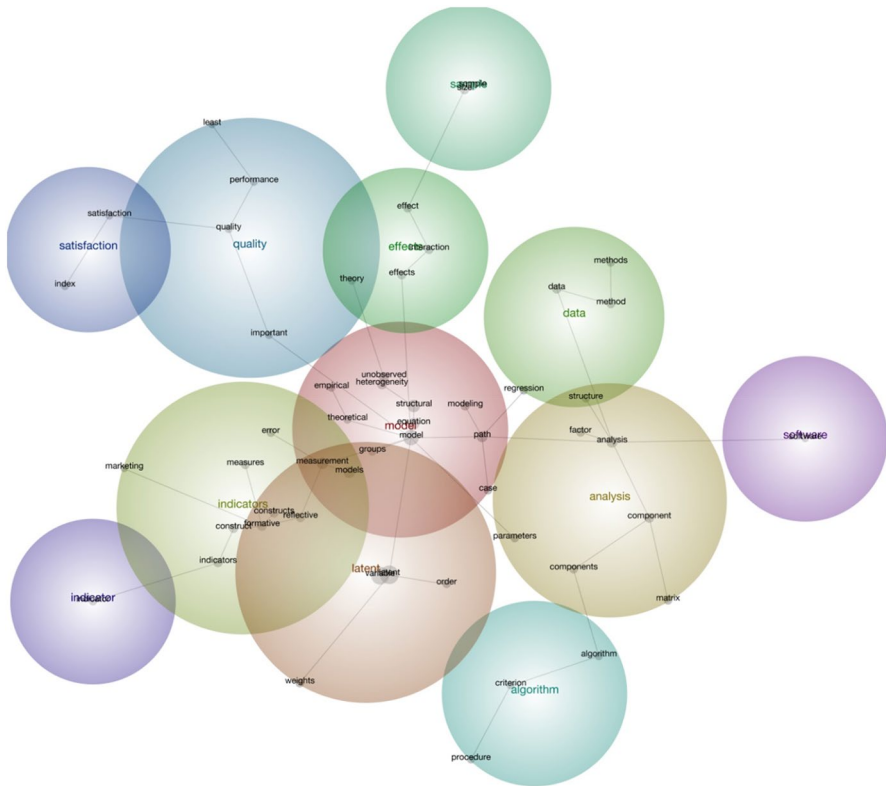 sample
least
performance
effect
satisfaction
quality
satisfaction
quality
effects
interaction
methods
index
theory
effects
data
method
data
important
unobserved
heterogeneity
empirical
regression
structural
modeling
structure
theoretical
equation
model
model
path
factor
analysis
software
error
groups
marketing
measures
measurement
models
case
analysis
indicators
constructs
reflective
construct
formative
component
parameters
indicators
latent
variable
order
components
indicator
matrix
algorithm
weights
criterion
algorithm
procedure